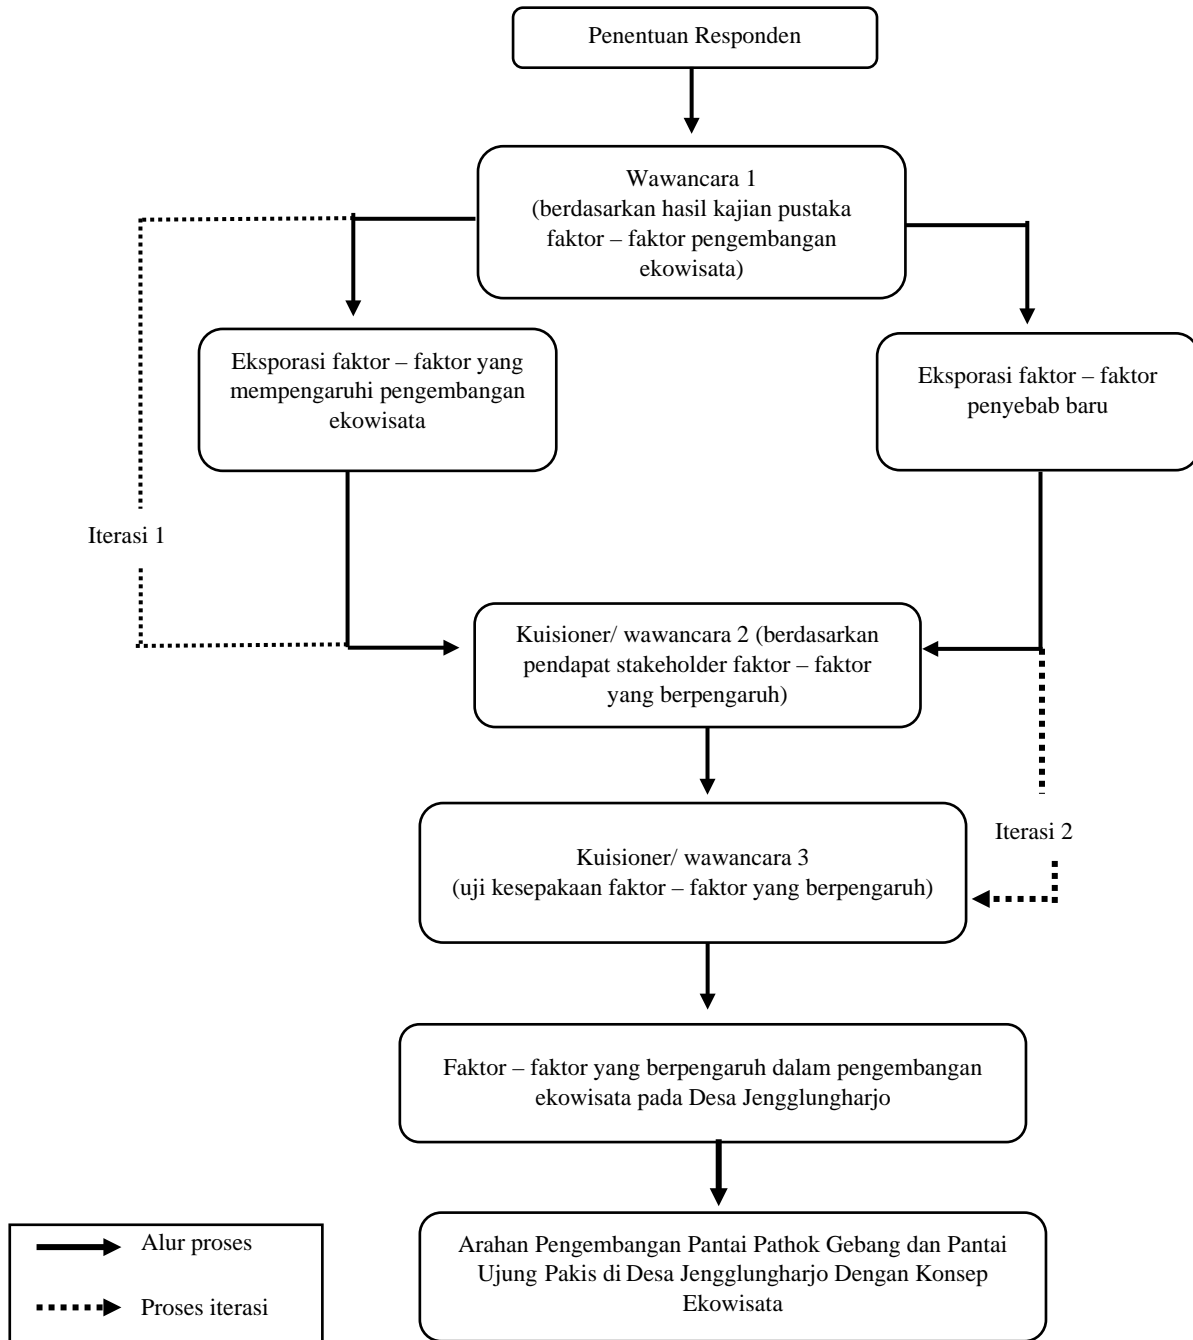 Penentuan Responden
Wawancara 1
(berdasarkan hasil kajian pustaka
faktor – faktor pengembangan
ekowisata)
Eksporasi faktor – faktor yang
mempengaruhi pengembangan
ekowisata
Eksporasi faktor – faktor
penyebab baru
Iterasi 1
Kuisioner/ wawancara 2 (berdasarkan
pendapat stakeholder faktor – faktor
yang berpengaruh)
Iterasi 2
Kuisioner/ wawancara 3
(uji kesepakaan faktor – faktor yang berpengaruh)
Faktor – faktor yang berpengaruh dalam pengembangan
ekowisata pada Desa Jengglungharjo
Arahan Pengembangan Pantai Pathok Gebang dan Pantai
Ujung Pakis di Desa Jengglungharjo Dengan Konsep
Ekowisata
Alur proses
Proses iterasi